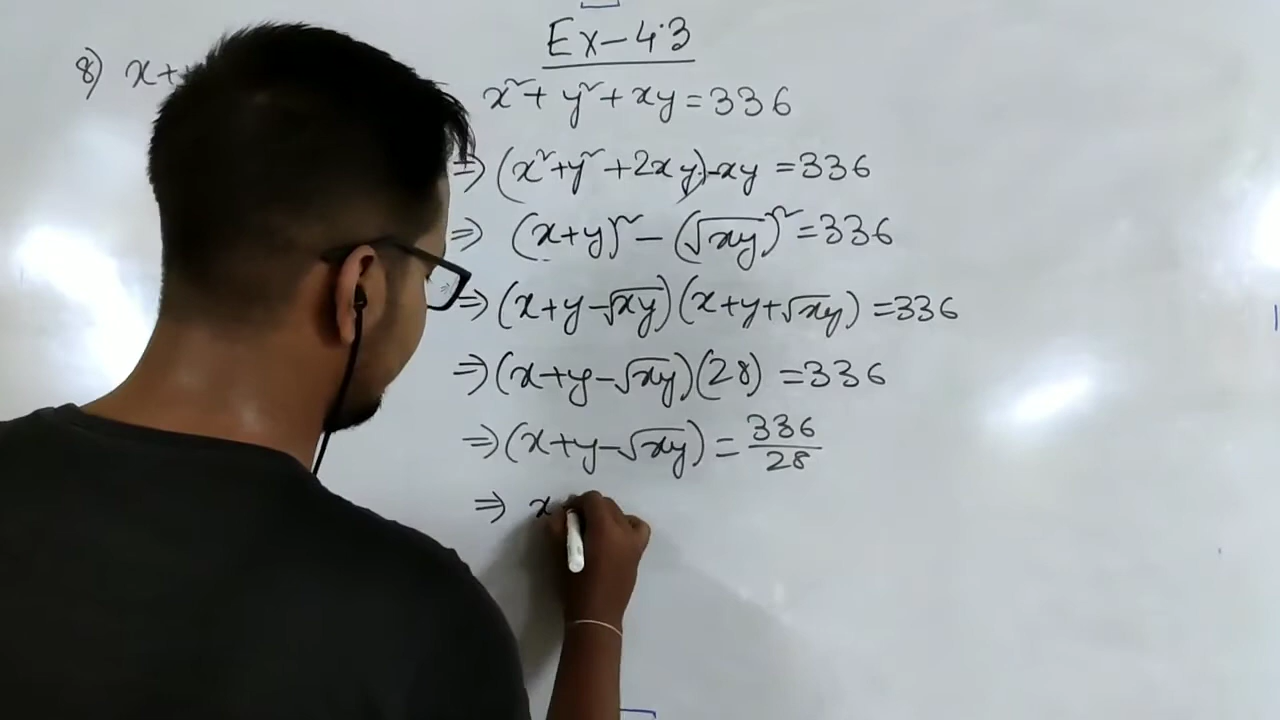 Ex-4.3
8) x+
x²+y²+xy=336
⇒(x²+y²+2xy)-xy=336
⇒ (x+y)²-(√xy)²=336
⇒(x+y-√xy)(x+y+√xy)=336
⇒(x+y-√xy)(28)=336
⇒(x+y-√xy)=336/28
⇒ x